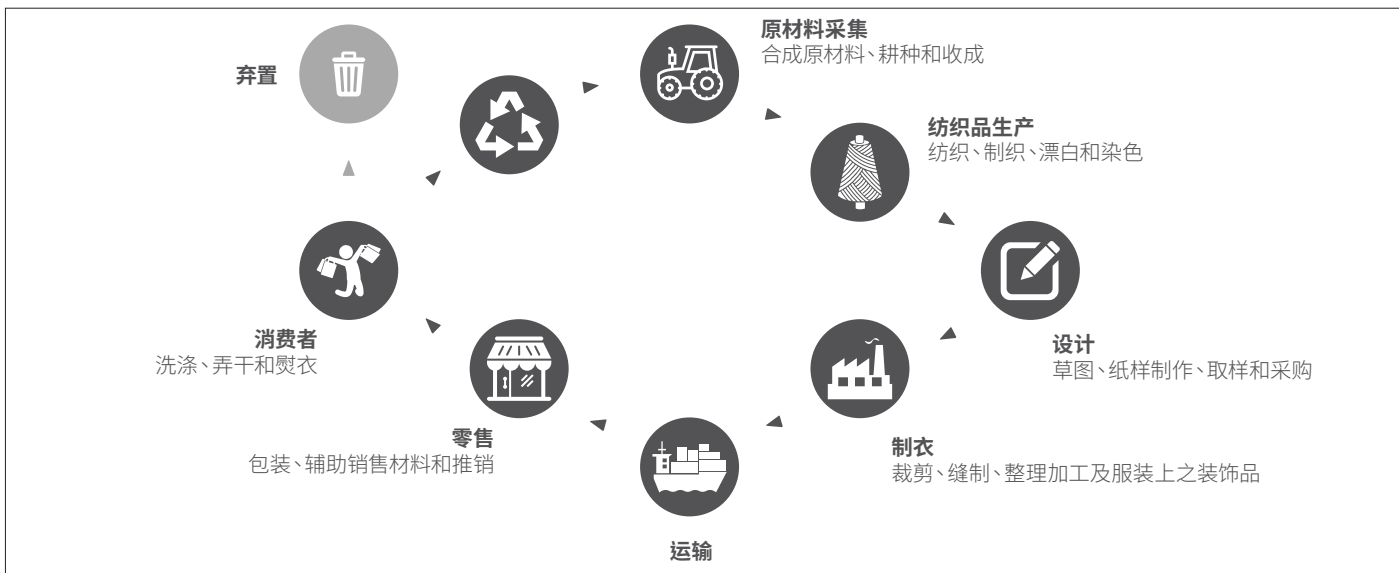 原材料采集
合成原材料、耕种和收成
弃置
纺织品生产
纺织、制织、漂白和染色
消费者
洗涤、弄干和熨衣
设计
草图、纸样制作、取样和采购
零售
包装、辅助销售材料和推销
制衣
裁剪、缝制、整理加工及服装上之装饰品
运输